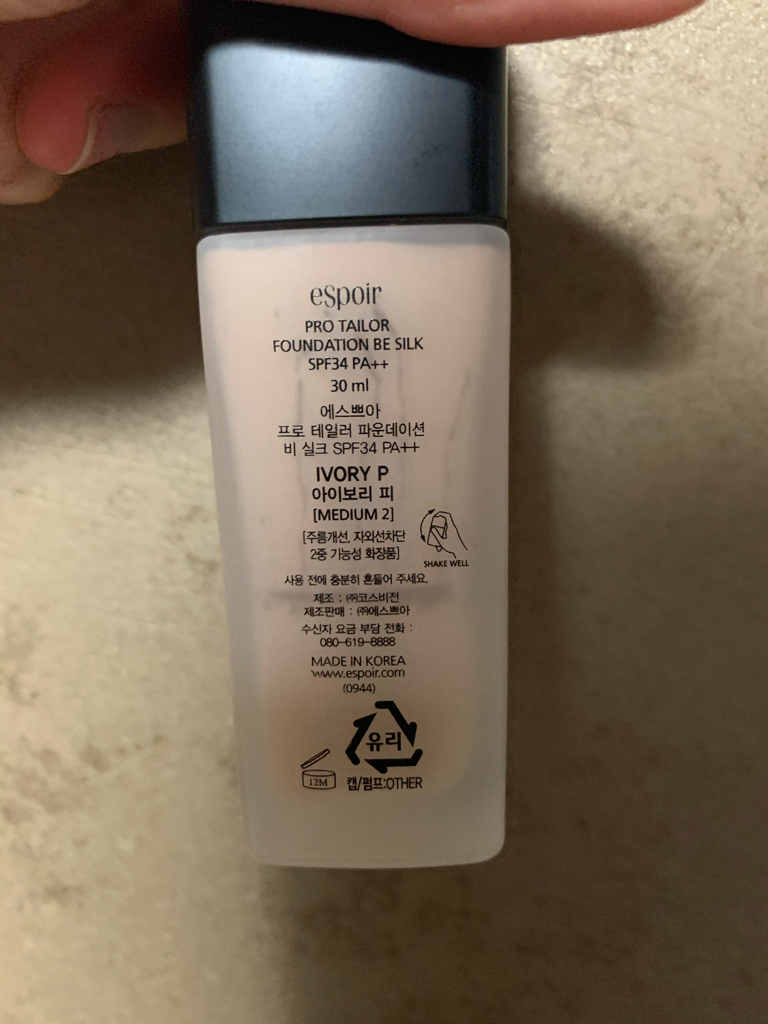 espoir
PRO TAILOR
FOUNDATION BE SILK
SPF34 PA++
30 ml
에스쁘아
프로 테일러 파운데이션
비 실크 SPF34 PA++
IVORY P
아이보리 피
[MEDIUM 2]
[주름개선, 자외선차단
2중 기능성 화장품]
SHAKE WELL
사용 전에 충분히 흔들어 주세요.
제조 : ㈜코스비전
제조판매 : ㈜에스쁘아
수신자 요금 부담 전화 :
080-619-8888
MADE IN KOREA
www.espoir.com
(0944)
유리
12M
캡/펌프:OTHER